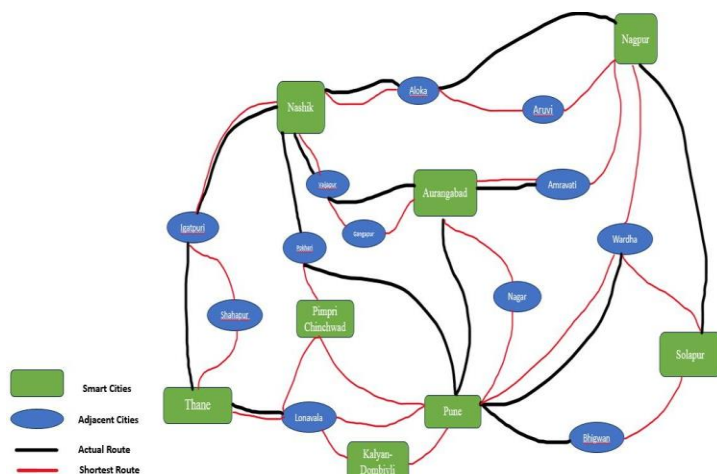 Nagpur
Nashik
Aloka
Aruvi
Aurangabad
Amravati
Gangapur
Igatpuri
Pokhari
Wardha
Nagar
Shahapur
Pimpri
Chinchwad
Solapur
Smart Cities
Thane
Lonavala
Pune
Adjacent Cities
Bhigwan
Actual Route
Kalyan-
Dombivli
Shortest Route